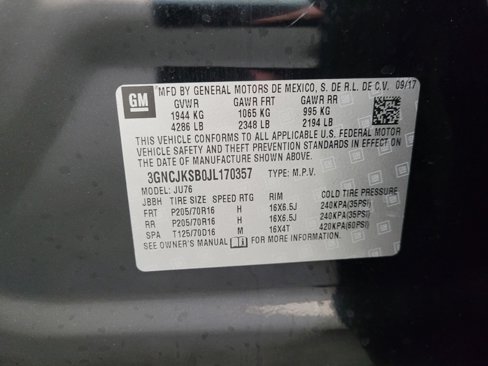 GM
MFD BY GENERAL MOTORS DE MEXICO, S. DE R.L. DE C.V. 09/17
GVWR GAWR FRT GAWR RR
1944 KG 1065 KG 995 KG
4286 LB 2348 LB 2194 LB
THIS VEHICLE CONFORMS TO ALL APPLICABLE U.S. FEDERAL MOTOR
VEHICLE SAFETY AND THEFT PREVENTION STANDARDS IN EFFECT ON
THE DATE OF MANUFACTURE SHOWN ABOVE.
3GNCJKSB0JL170357 TYPE: M.P.V.
MODEL: JU76
JBBH TIRE SIZE SPEED RTG RIM COLD TIRE PRESSURE
FRT P205/70R16 H 16X6.5J 240KPA(35PSI)
RR P205/70R16 H 16X6.5J 240KPA(35PSI)
SP T125/70D16 M 16X4T 420KPA(60PSI)
SEE OWNER'S MANUAL FOR MORE INFORMATION.